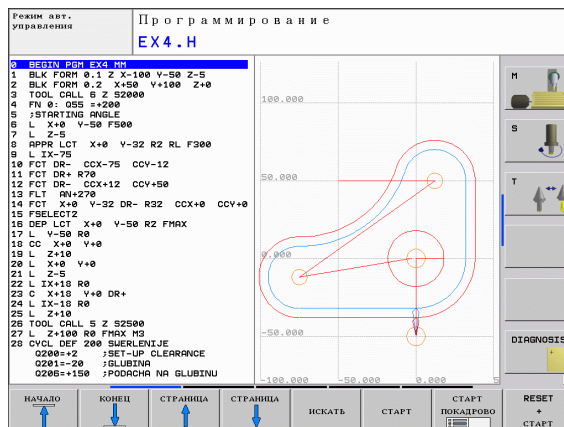 Режим авт.
управления
Программирование
EX4.H
0 BEGIN PGM EX4 MM
1 BLK FORM 0.1 Z X-100 Y-50 Z-5
2 BLK FORM 0.2 X+50 Y+100 Z+0
3 TOOL CALL 6 Z S2000
4 FN 0: Q55 =+200
5 ;STARTING ANGLE
6 L X+0 Y-50 F500
7 L Z-5
8 APPR LCT X+0 Y-32 R2 RL F300
9 L IX-75
10 FCT DR- CCX-75 CCY-12
11 FCT DR+ R70
12 FCT DR- CCX+12 CCY+50
13 FLT AN+270
14 FCT X+0 Y-32 DR- R32 CCX+0 CCY+0
15 FSELECT2
16 DEP LCT X+0 Y-50 R2 FMAX
17 L Y-50 R0
18 CC X+0 Y+0
19 L Z+10
20 L X+0 Y+0
21 L Z-5
22 L IX+18 R0
23 C X+18 Y+0 DR+
24 L IX-18 R0
25 L Z+10
26 TOOL CALL 5 Z S2500
27 L Z+100 R0 FMAX M3
28 CYCL DEF 200 SWERLENIJE
Q200=+2 ;SET-UP CLEARANCE
Q201=-20 ;GLUBINA
Q206=+150 ;PODACHA NA GLUBINU
100.000
50.000
0.000
-50.000
-100.000 -50.000 0.000 5
M
S
T
DIAGNOSIS
НАЧАЛО
КОНЕЦ
СТРАНИЦА
СТРАНИЦА
ИСКАТЬ
СТАРТ
СТАРТ
ПОКАДРОВО
RESET
+
СТАРТ